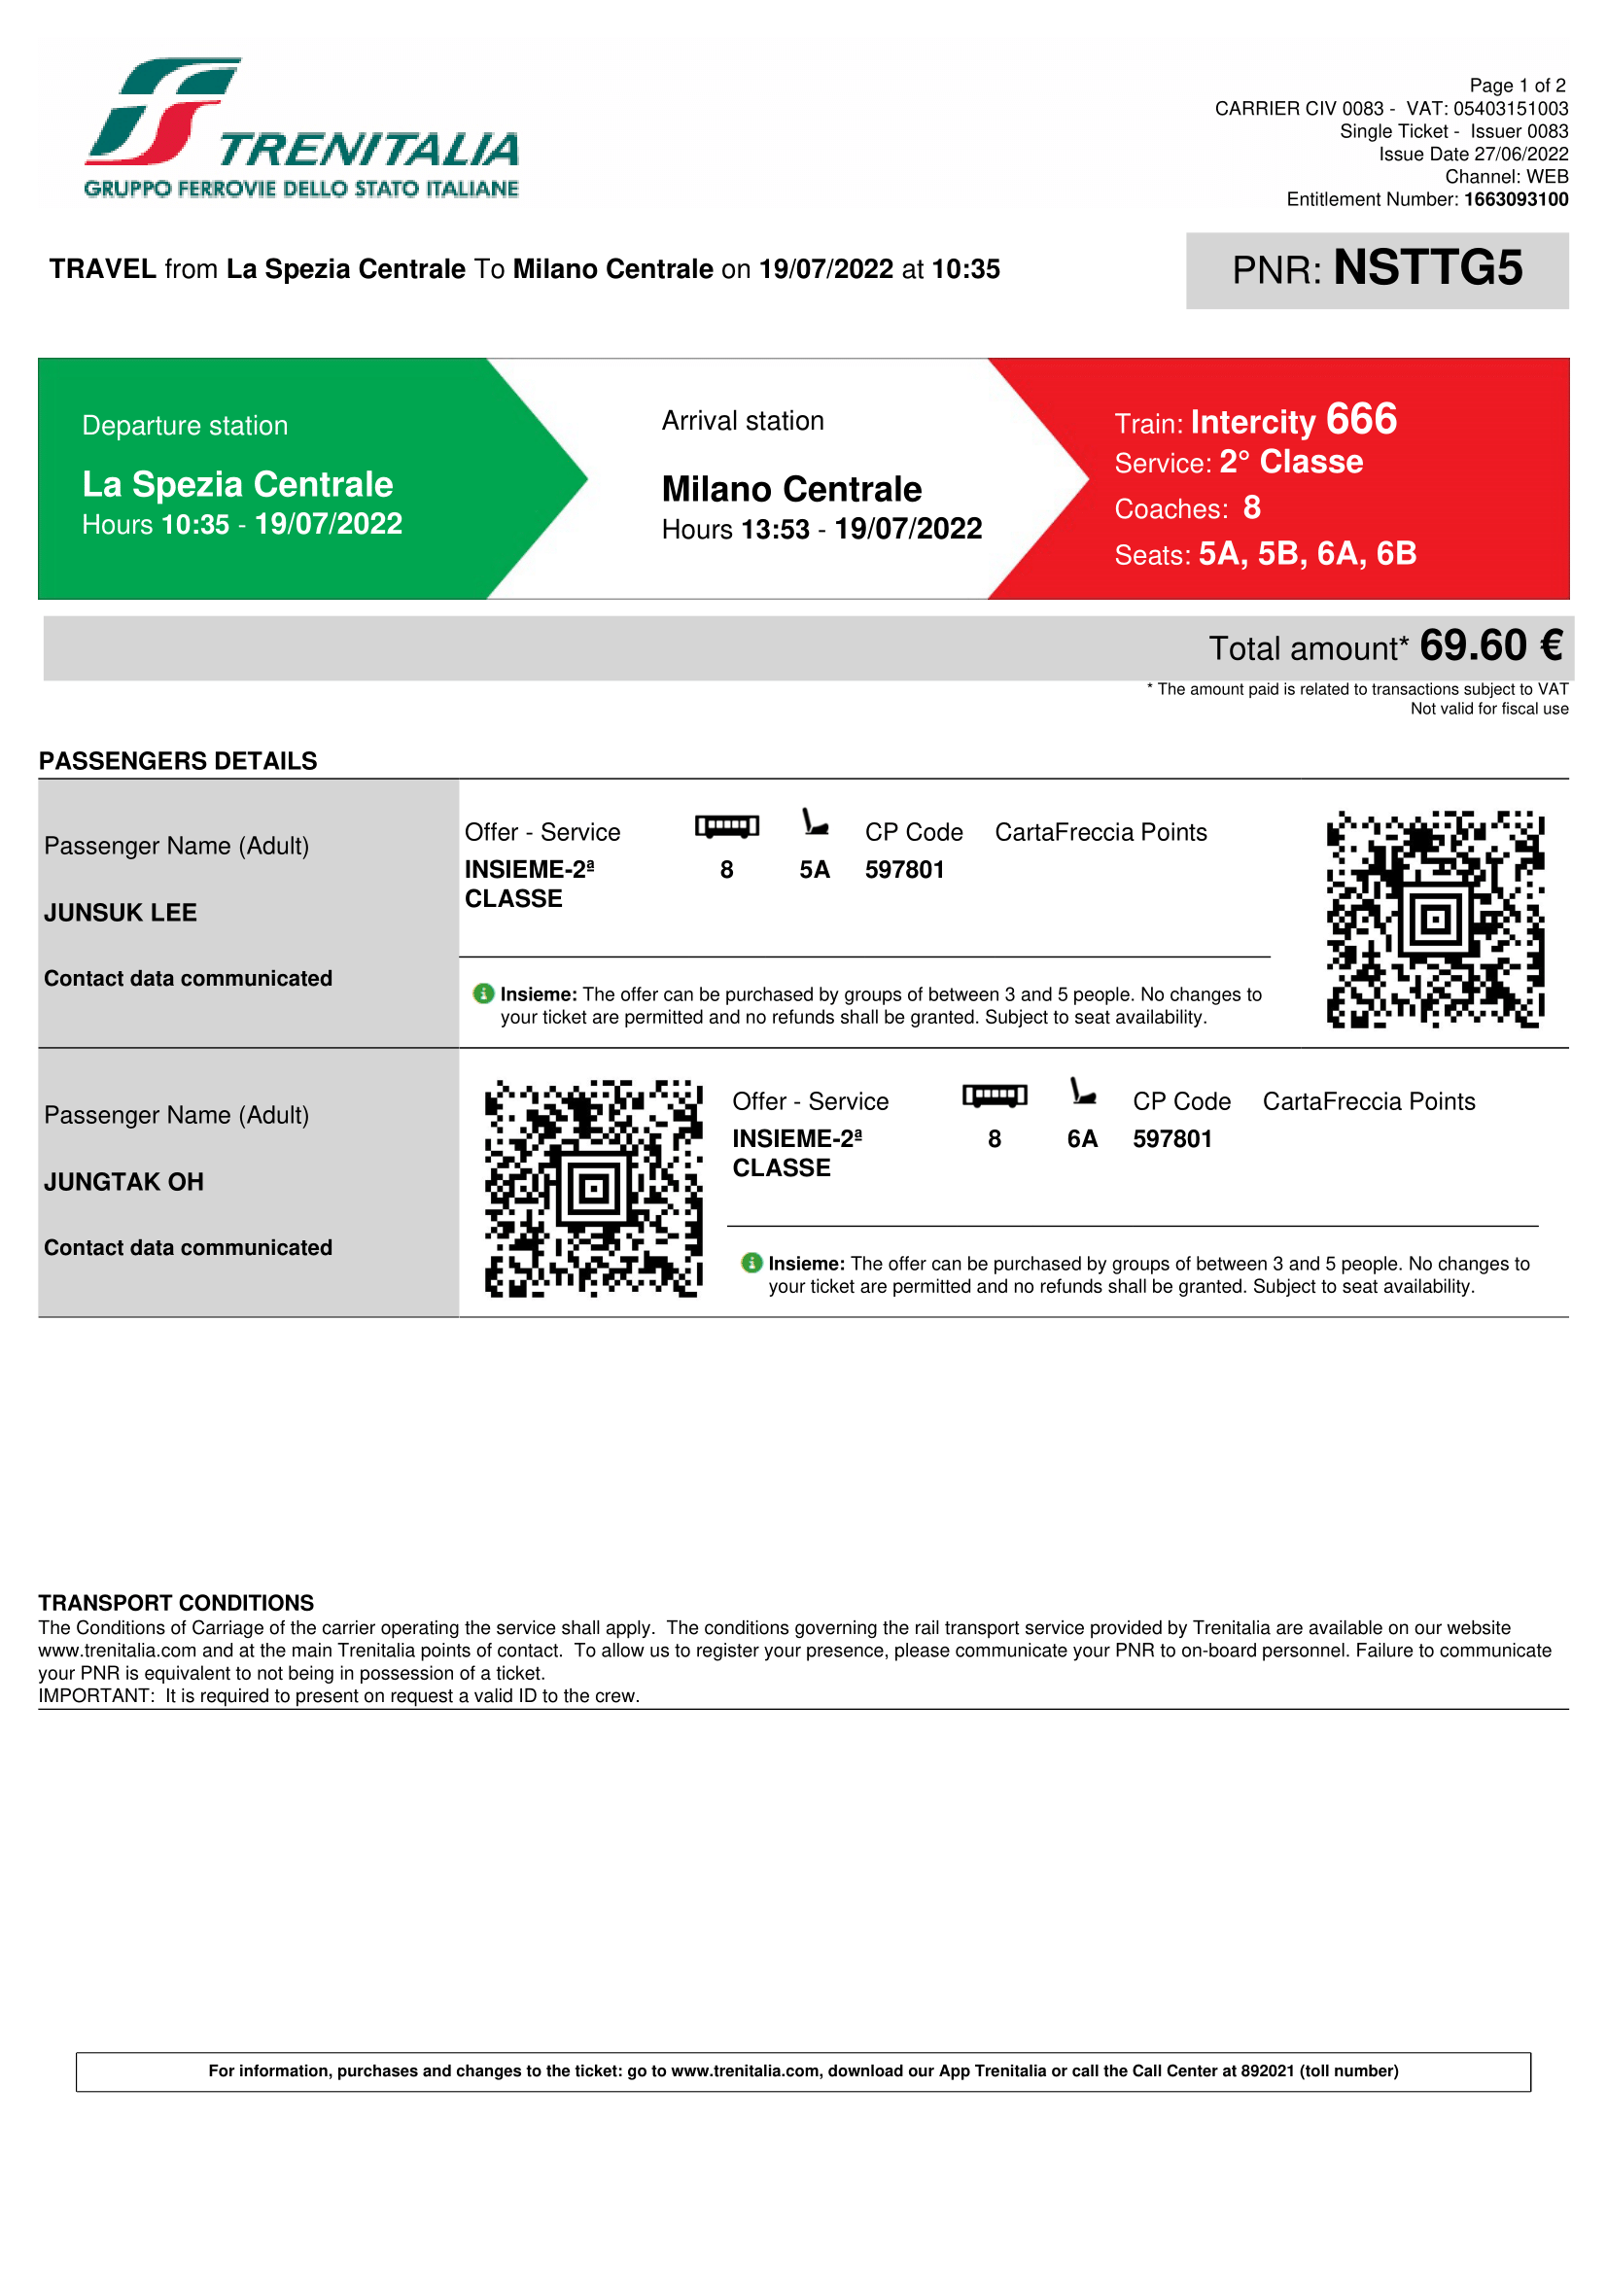 TRENITALIA
GRUPPO FERROVIE DELLO STATO ITALIANE
Page 1 of 2
CARRIER CIV 0083 - VAT: 05403151003
Single Ticket - Issuer 0083
Issue Date 27/06/2022
Channel: WEB
Entitlement Number: 1663093100
TRAVEL from La Spezia Centrale To Milano Centrale on 19/07/2022 at 10:35
PNR: NSTTG5
Departure station
La Spezia Centrale
Hours 10:35 - 19/07/2022
Arrival station
Milano Centrale
Hours 13:53 - 19/07/2022
Train: Intercity 666
Service: 2° Classe
Coaches: 8
Seats: 5A, 5B, 6A, 6B
Total amount* 69.60 €
* The amount paid is related to transactions subject to VAT
Not valid for fiscal use
PASSENGERS DETAILS
Passenger Name (Adult)
JUNSUK LEE
Contact data communicated
Offer - Service CP Code CartaFreccia Points
INSIEME-2ª 8 5A 597801
CLASSE
Insieme: The offer can be purchased by groups of between 3 and 5 people. No changes to
your ticket are permitted and no refunds shall be granted. Subject to seat availability.
Passenger Name (Adult)
JUNGTAK OH
Contact data communicated
Offer - Service CP Code CartaFreccia Points
INSIEME-2ª 8 6A 597801
CLASSE
Insieme: The offer can be purchased by groups of between 3 and 5 people. No changes to
your ticket are permitted and no refunds shall be granted. Subject to seat availability.
TRANSPORT CONDITIONS
The Conditions of Carriage of the carrier operating the service shall apply. The conditions governing the rail transport service provided by Trenitalia are available on our website
www.trenitalia.com and at the main Trenitalia points of contact. To allow us to register your presence, please communicate your PNR to on-board personnel. Failure to communicate
your PNR is equivalent to not being in possession of a ticket.
IMPORTANT: It is required to present on request a valid ID to the crew.
For information, purchases and changes to the ticket: go to www.trenitalia.com, download our App Trenitalia or call the Call Center at 892021 (toll number)